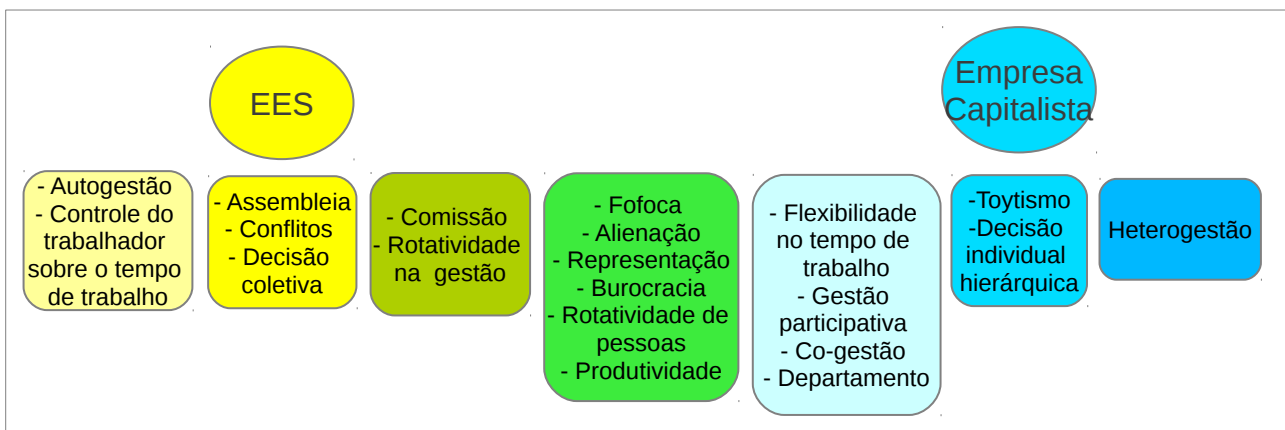 EES
Empresa
Capitalista
- Autogestão
- Controle do
trabalhador
sobre o tempo
de trabalho
- Assembleia
- Conflitos
- Decisão
coletiva
- Comissão
- Rotatividade
na gestão
- Fofoca
- Alienação
- Representação
- Burocracia
- Rotatividade de
pessoas
- Produtividade
- Flexibilidade
no tempo de
trabalho
- Gestão
participativa
- Co-gestão
- Departamento
-Toytismo
-Decisão
individual
hierárquica
Heterogestão